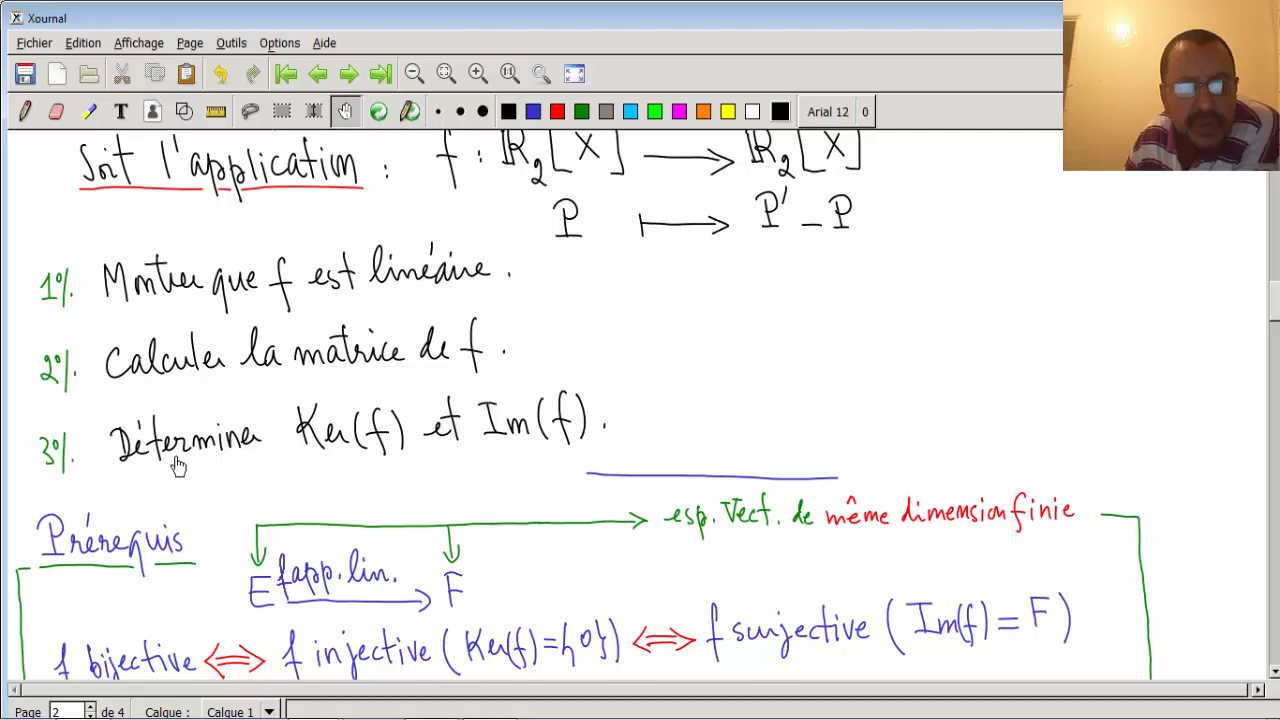 Xournal
Fichier Edition Affichage Page Outils Options Aide
Arial 12 0
Soit l'application : f : ℝ₂[X] ⟶ ℝ₂[X]
P ⟼ P' - P
1°/. Montrer que f est linéaire.
2°/. Calculer la matrice de f.
3°/. Déterminer Ker(f) et Im(f).
esp. Vect. de même dimension finie
Prérequis
E f app. lin. F
f bijective ⟺ f injective (Ker(f)={0}) ⟺ f surjective (Im(f) = F)
Page 2 de 4 Calque : Calque 1